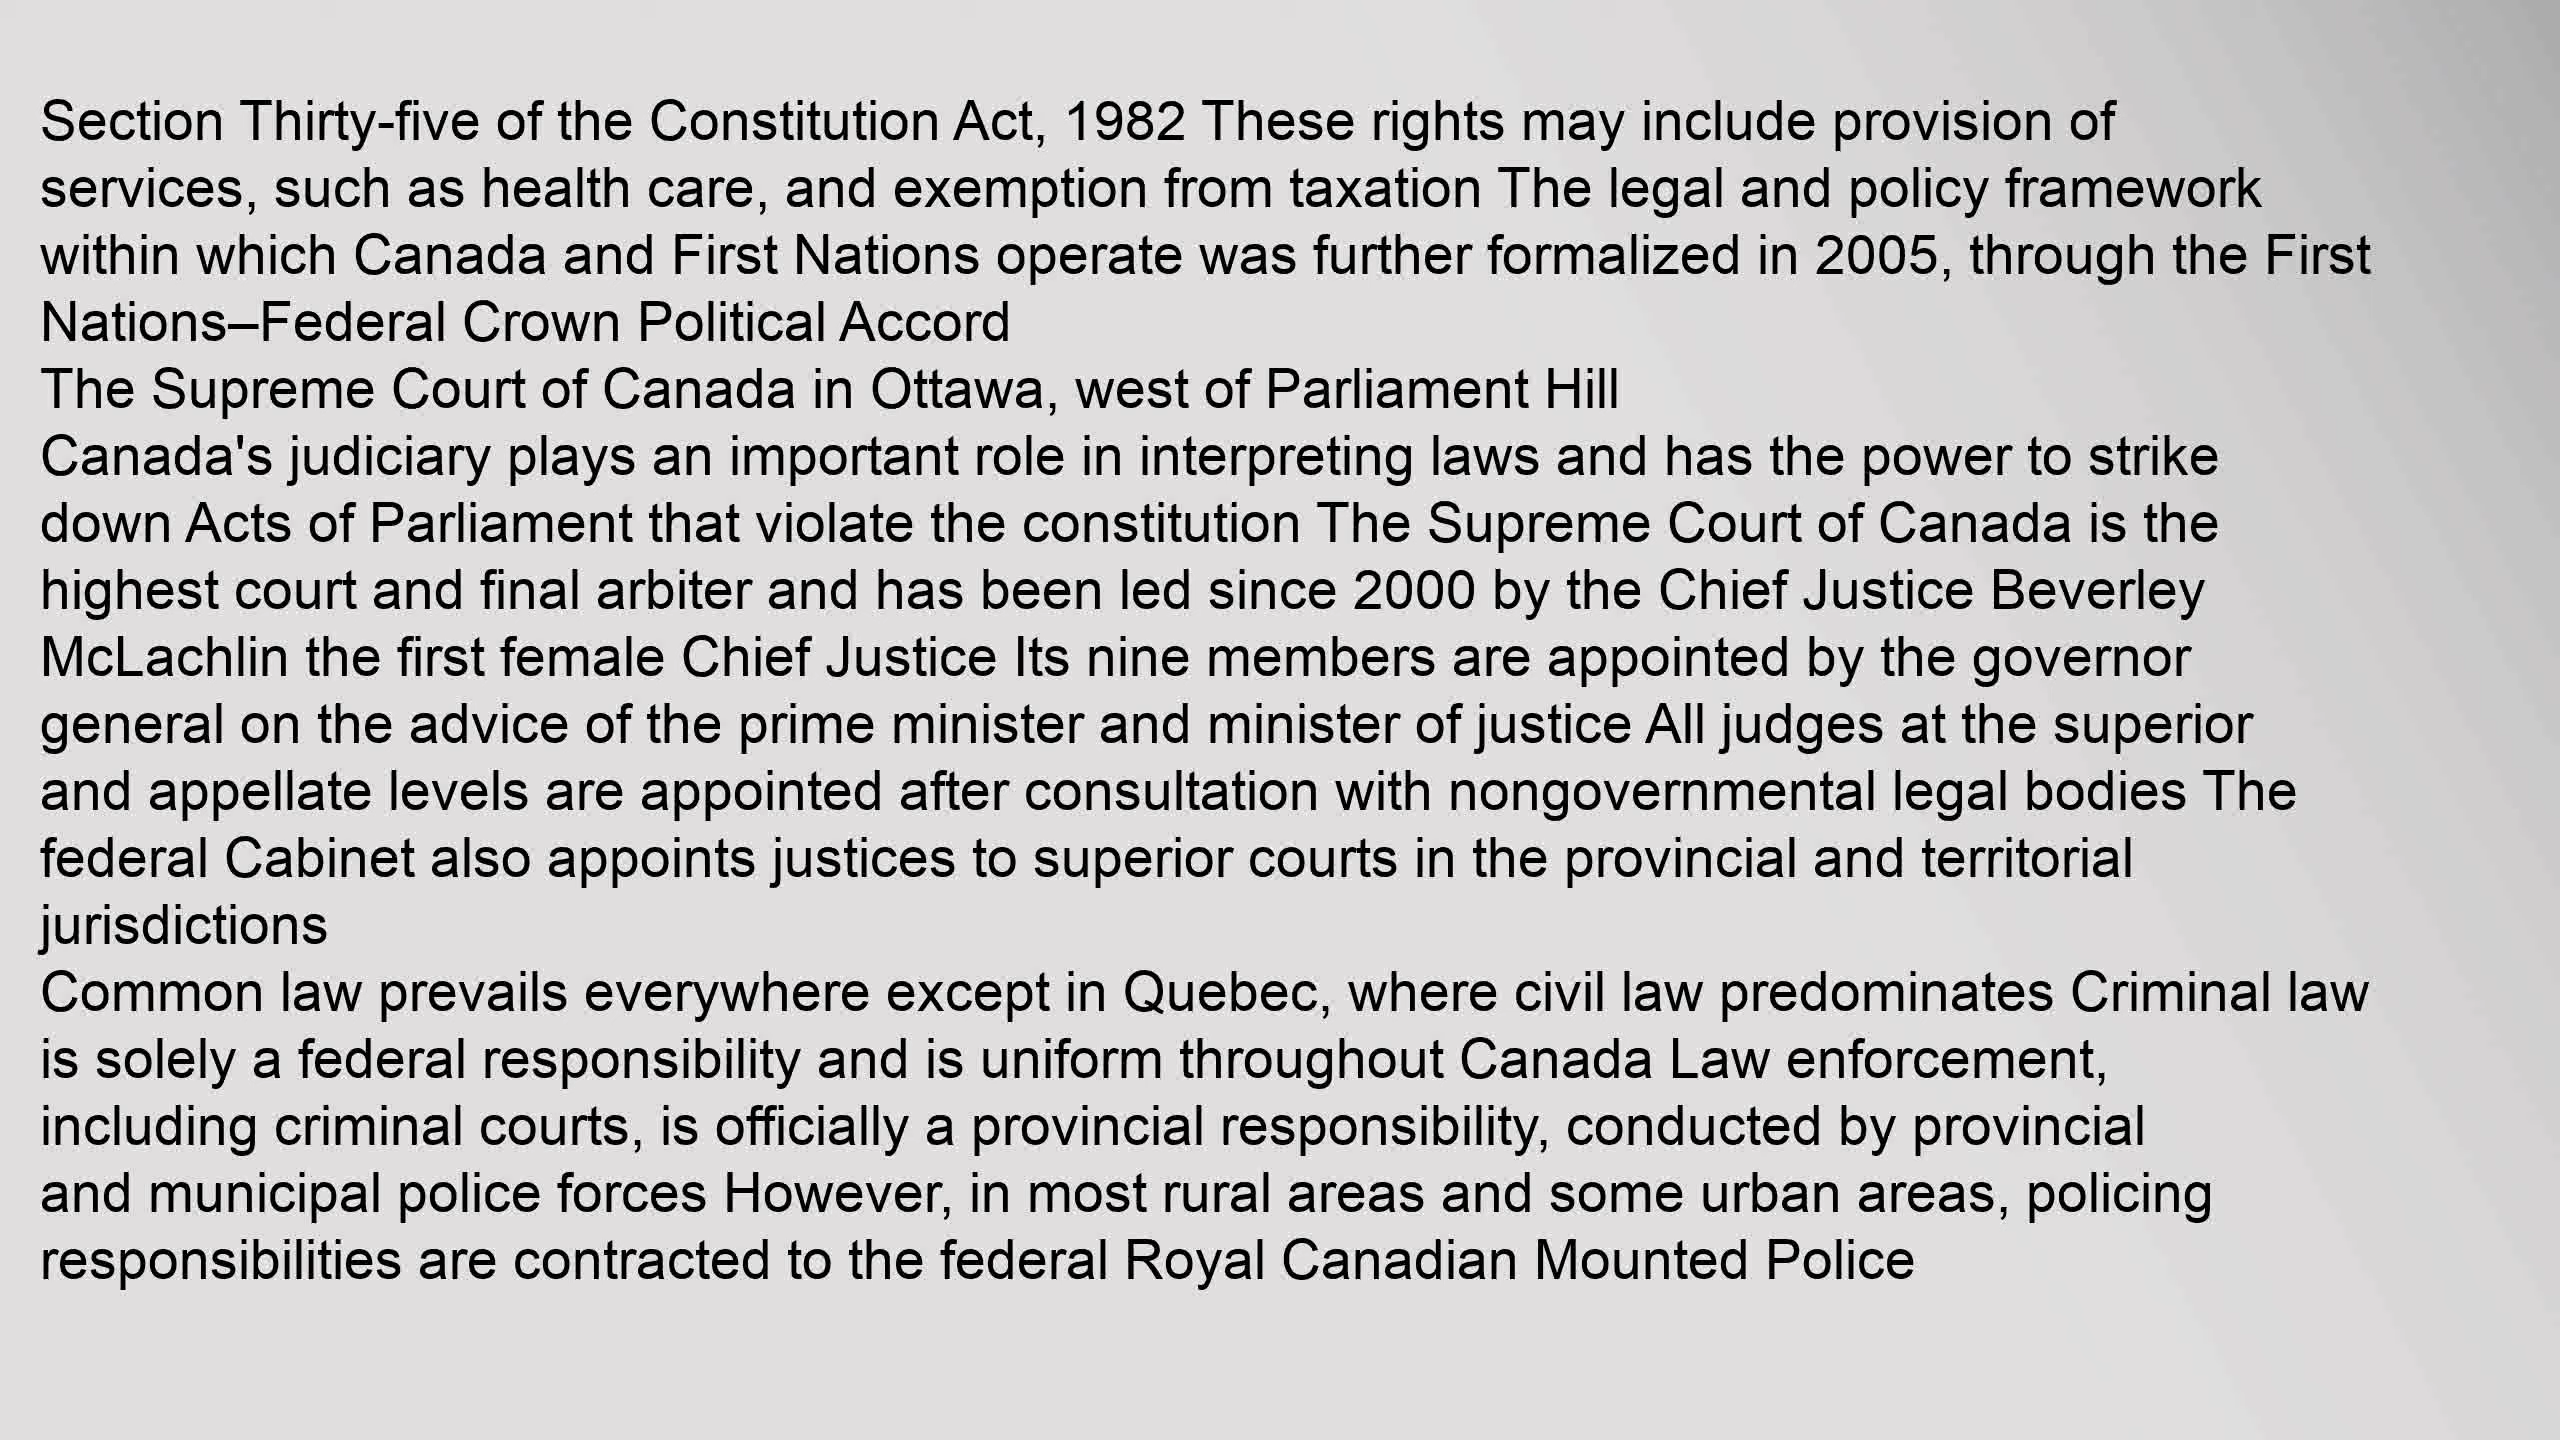 Section Thirty-five of the Constitution Act, 1982 These rights may include provision of
services, such as health care, and exemption from taxation The legal and policy framework
within which Canada and First Nations operate was further formalized in 2005, through the First
Nations–Federal Crown Political Accord
The Supreme Court of Canada in Ottawa, west of Parliament Hill
Canada's judiciary plays an important role in interpreting laws and has the power to strike
down Acts of Parliament that violate the constitution The Supreme Court of Canada is the
highest court and final arbiter and has been led since 2000 by the Chief Justice Beverley
McLachlin the first female Chief Justice Its nine members are appointed by the governor
general on the advice of the prime minister and minister of justice All judges at the superior
and appellate levels are appointed after consultation with nongovernmental legal bodies The
federal Cabinet also appoints justices to superior courts in the provincial and territorial
jurisdictions
Common law prevails everywhere except in Quebec, where civil law predominates Criminal law
is solely a federal responsibility and is uniform throughout Canada Law enforcement,
including criminal courts, is officially a provincial responsibility, conducted by provincial
and municipal police forces However, in most rural areas and some urban areas, policing
responsibilities are contracted to the federal Royal Canadian Mounted Police